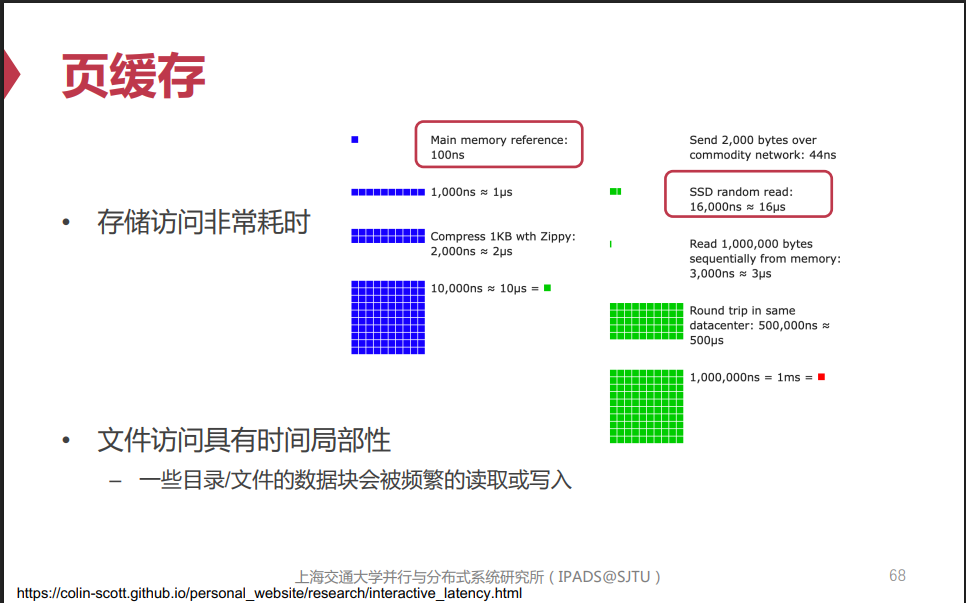 页缓存
• 存储访问非常耗时
Main memory reference:
100ns
1,000ns ≈ 1μs
Compress 1KB wth Zippy:
2,000ns ≈ 2μs
10,000ns ≈ 10μs =
Send 2,000 bytes over
commodity network: 44ns
SSD random read:
16,000ns ≈ 16μs
Read 1,000,000 bytes
sequentially from memory:
3,000ns ≈ 3μs
Round trip in same
datacenter: 500,000ns ≈
500μs
1,000,000ns = 1ms =
• 文件访问具有时间局部性
– 一些目录/文件的数据块会被频繁的读取或写入
上海交通大学并行与分布式系统研究所（IPADS@SJTU）
68
https://colin-scott.github.io/personal_website/research/interactive_latency.html